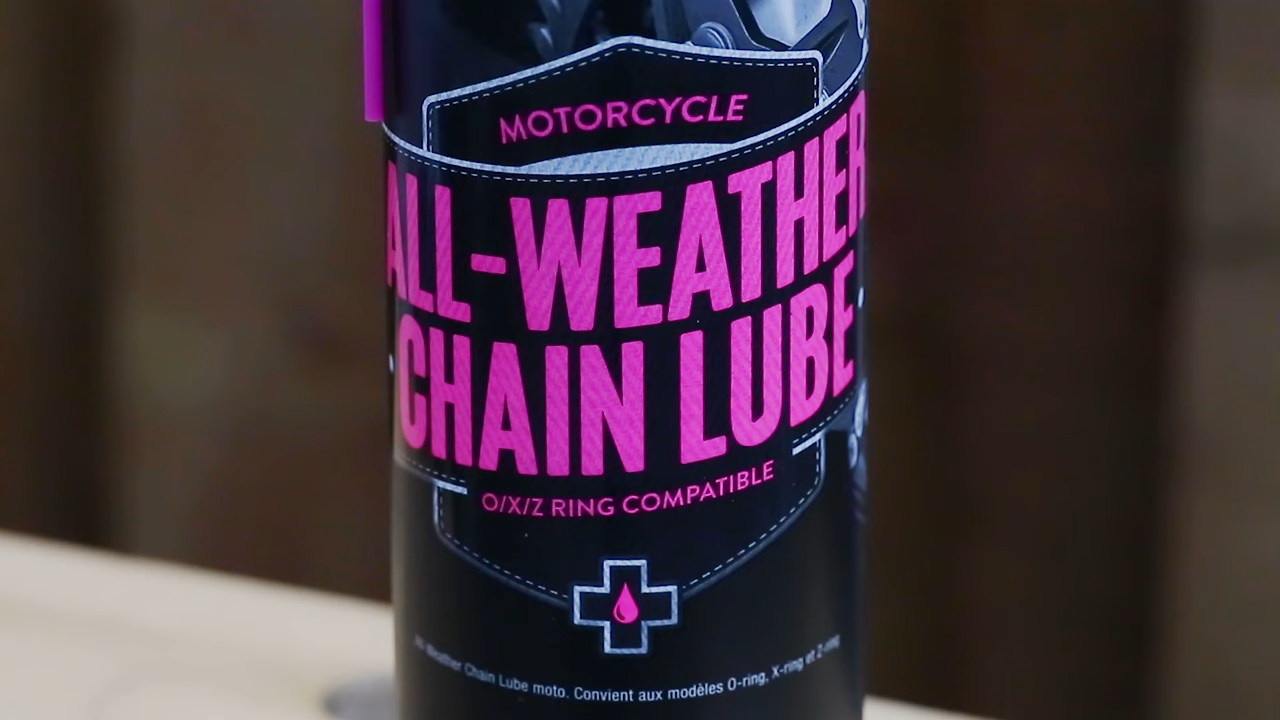 MOTORCYCLE
ALL-WEATHER
CHAIN LUBE
O/X/Z RING COMPATIBLE
All-Weather Chain Lube moto. Convient aux modèles O-ring, X-ring et Z-ring